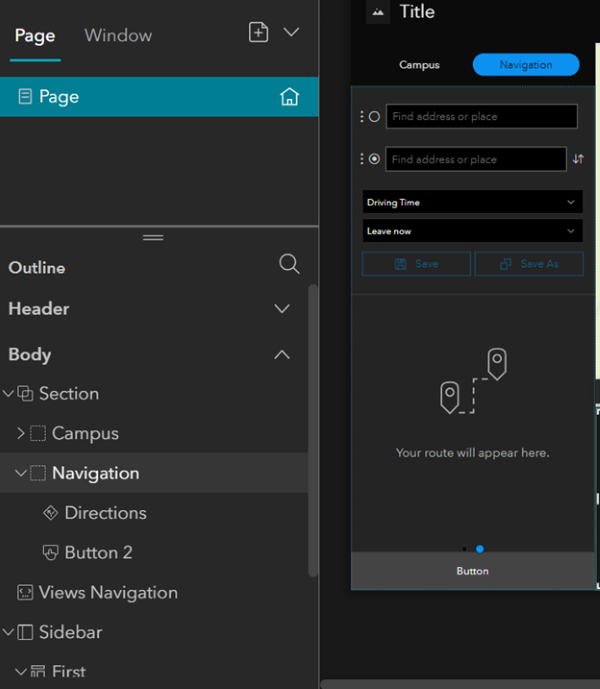 Page
Window
Page
Outline
Header
Body
Section
Campus
Navigation
Directions
Button 2
Views Navigation
Sidebar
First
Title
Campus
Navigation
Find address or place
Find address or place
Driving Time
Leave now
Save
Save As
Your route will appear here.
Button